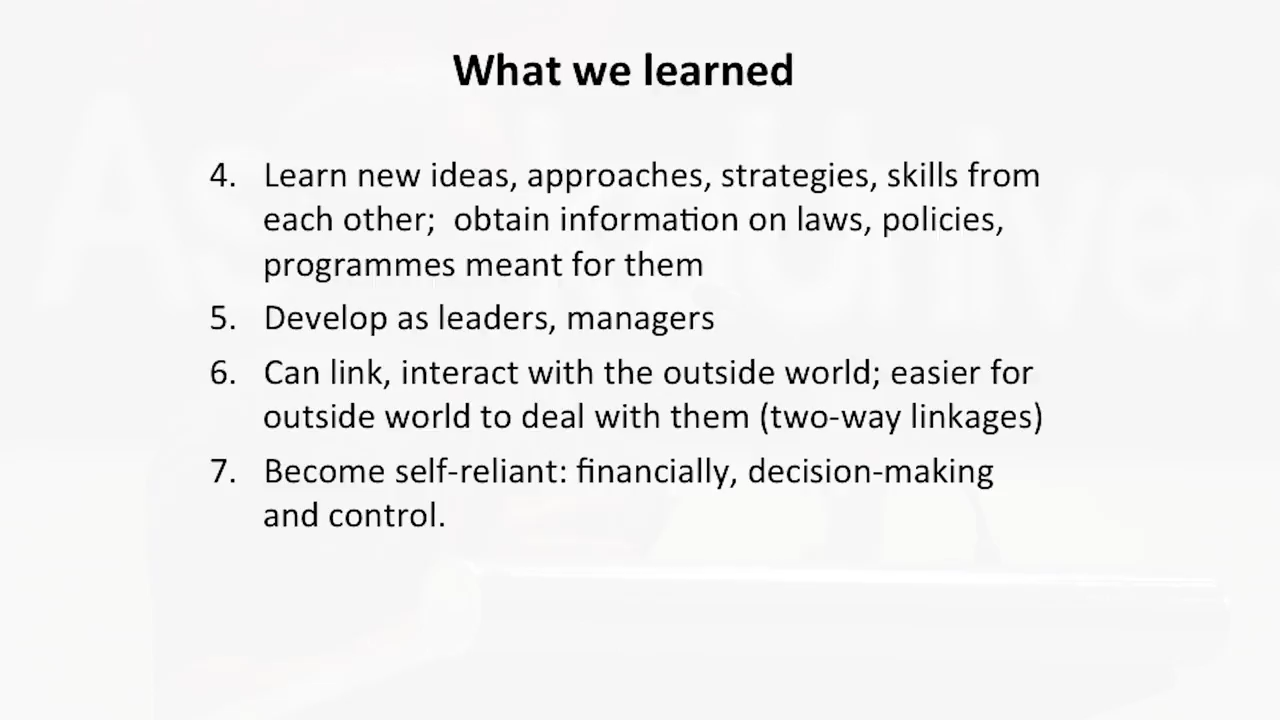 What we learned
4. Learn new ideas, approaches, strategies, skills from
each other;  obtain information on laws, policies,
programmes meant for them
5. Develop as leaders, managers
6. Can link, interact with the outside world; easier for
outside world to deal with them (two-way linkages)
7. Become self-reliant: financially, decision-making
and control.